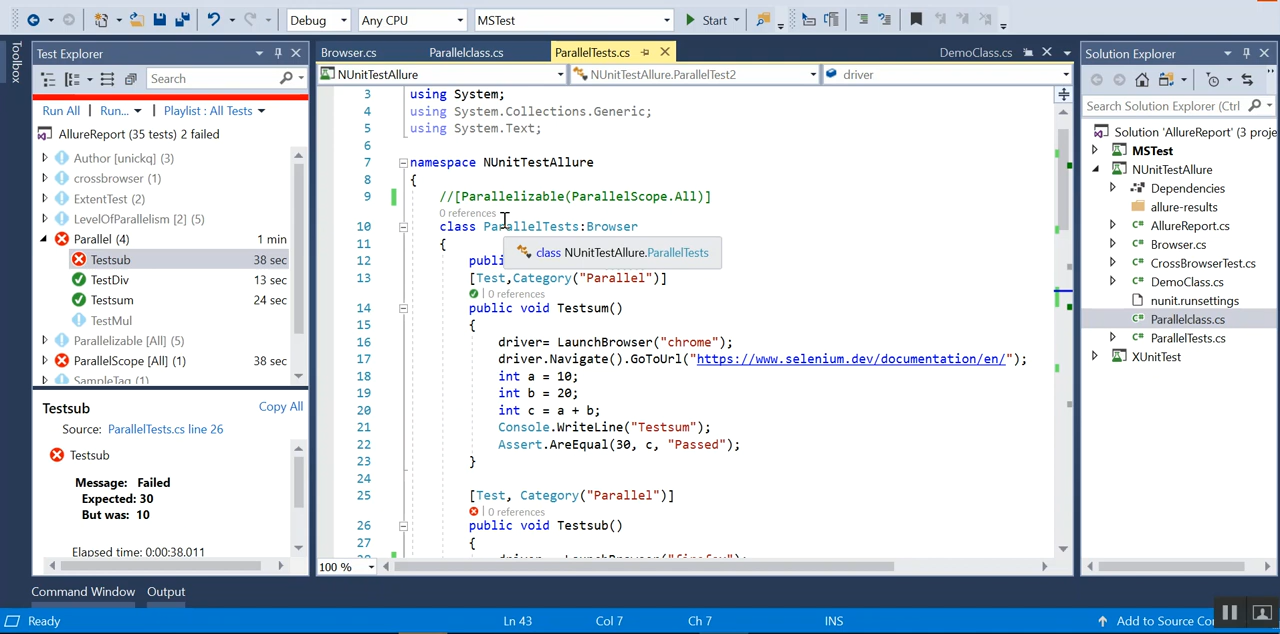 Debug
Any CPU
MSTest
Start
Toolbox
Test Explorer
Search
Run All | Run... Playlist : All Tests
AllureReport (35 tests) 2 failed
Author [unickq] (3)
crossbrowser (1)
ExtentTest (2)
LevelOfParallelism [2] (5)
Parallel (4) 1 min
Testsub 38 sec
TestDiv 13 sec
Testsum 24 sec
TestMul
Parallelizable [All] (5)
ParallelScope [All] (1) 38 sec
SampleTag (1)
Testsub
Copy All
Source: ParallelTests.cs line 26
Testsub
Message: Failed
Expected: 30
But was: 10
Elapsed time: 0:00:38.011
Browser.cs
Parallelclass.cs
ParallelTests.cs
DemoClass.cs
NUnitTestAllure
NUnitTestAllure.ParallelTest2
driver
3 using System;
4 using System.Collections.Generic;
5 using System.Text;
6
7 namespace NUnitTestAllure
8 {
9 //[Parallelizable(ParallelScope.All)]
0 references
10 class ParallelTests:Browser
11 {
class NUnitTestAllure.ParallelTests
12 publ
13 [Test,Category("Parallel")]
| 0 references
14 public void Testsum()
15 {
16 driver= LaunchBrowser("chrome");
17 driver.Navigate().GoToUrl("https://www.selenium.dev/documentation/en/");
18 int a = 10;
19 int b = 20;
20 int c = a + b;
21 Console.WriteLine("Testsum");
22 Assert.AreEqual(30, c, "Passed");
23 }
24
25 [Test, Category("Parallel")]
| 0 references
26 public void Testsub()
27 {
28 driver= LaunchBrowser("firefox");
100 %
Solution Explorer
Search Solution Explorer (Ctrl
Solution 'AllureReport' (3 proje
MSTest
NUnitTestAllure
Dependencies
allure-results
AllureReport.cs
Browser.cs
CrossBrowserTest.cs
DemoClass.cs
nunit.runsettings
Parallelclass.cs
ParallelTests.cs
XUnitTest
Command Window
Output
Ready
Ln 43
Col 7
Ch 7
INS
Add to Source Co